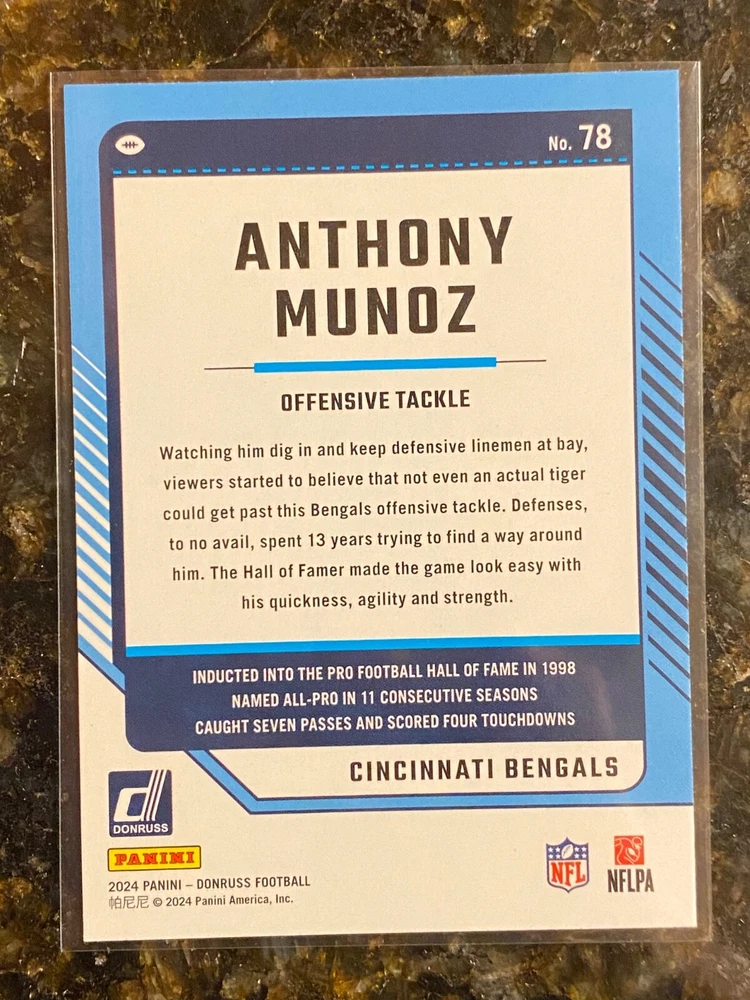 No. 78
ANTHONY
MUNOZ
OFFENSIVE TACKLE
Watching him dig in and keep defensive linemen at bay,
viewers started to believe that not even an actual tiger
could get past this Bengals offensive tackle. Defenses,
to no avail, spent 13 years trying to find a way around
him. The Hall of Famer made the game look easy with
his quickness, agility and strength.
INDUCTED INTO THE PRO FOOTBALL HALL OF FAME IN 1998
NAMED ALL-PRO IN 11 CONSECUTIVE SEASONS
CAUGHT SEVEN PASSES AND SCORED FOUR TOUCHDOWNS
CINCINNATI BENGALS
d
DONRUSS
PANINI
2024 PANINI – DONRUSS FOOTBALL
帕尼尼 © 2024 Panini America, Inc.
NFL
NFLPA